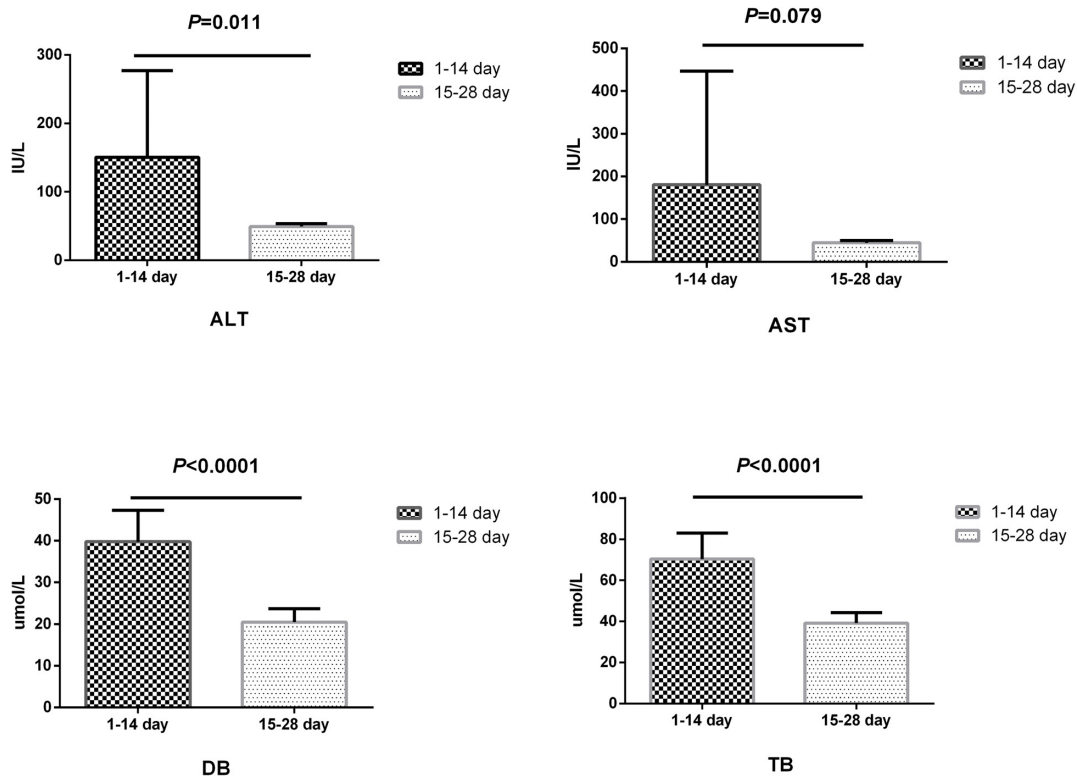 P=0.011
300
200
100
0
IU/L
1-14 day
15-28 day
1-14 day
15-28 day
ALT
P=0.079
500
400
300
200
100
0
IU/L
1-14 day
15-28 day
1-14 day
15-28 day
AST
P<0.0001
50
40
30
20
10
0
umol/L
1-14 day
15-28 day
1-14 day
15-28 day
DB
P<0.0001
100
80
60
40
20
0
umol/L
1-14 day
15-28 day
1-14 day
15-28 day
TB